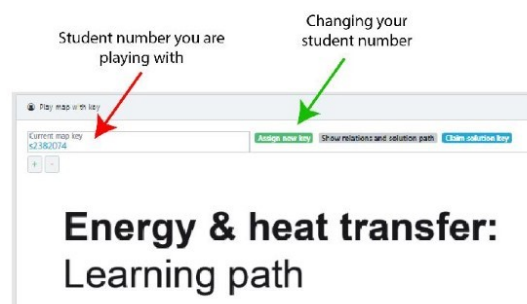 Student number you are
playing with
Changing your
student number
Play map with key
Current map key
s2382074
Assign new key
Show relations and solution path
Claim solution key
+ -
Energy & heat transfer:
Learning path